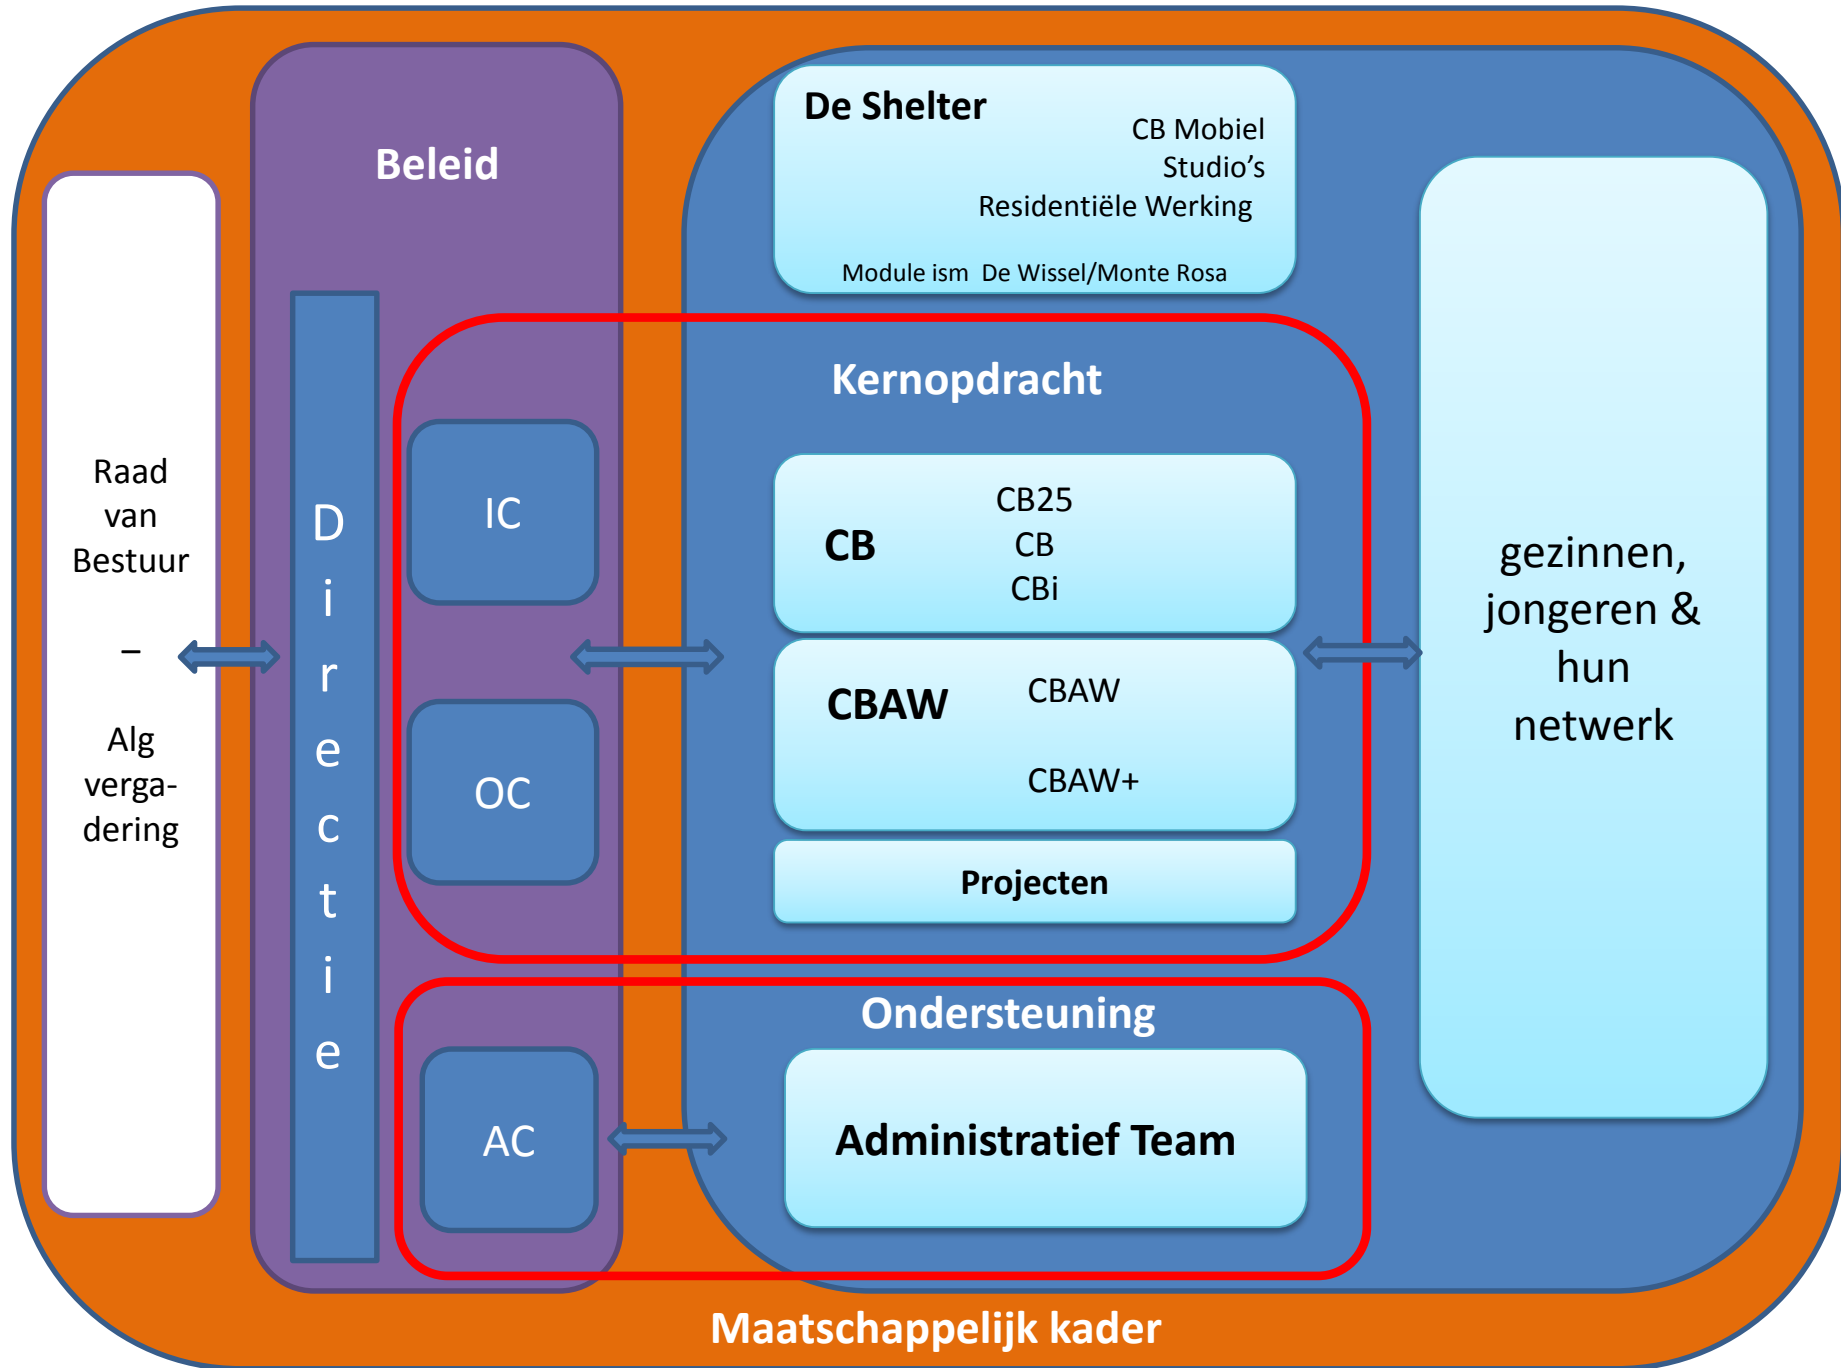 Raad
van
Bestuur
–
Alg
verga-
dering
Beleid
Directie
IC
OC
AC
De Shelter
CB Mobiel
Studio's
Residentiële Werking
Module ism De Wissel/Monte Rosa
Kernopdracht
CB
CB25
CB
CBi
CBAW
CBAW
CBAW+
Projecten
Ondersteuning
Administratief Team
gezinnen,
jongeren &
hun
netwerk
Maatschappelijk kader